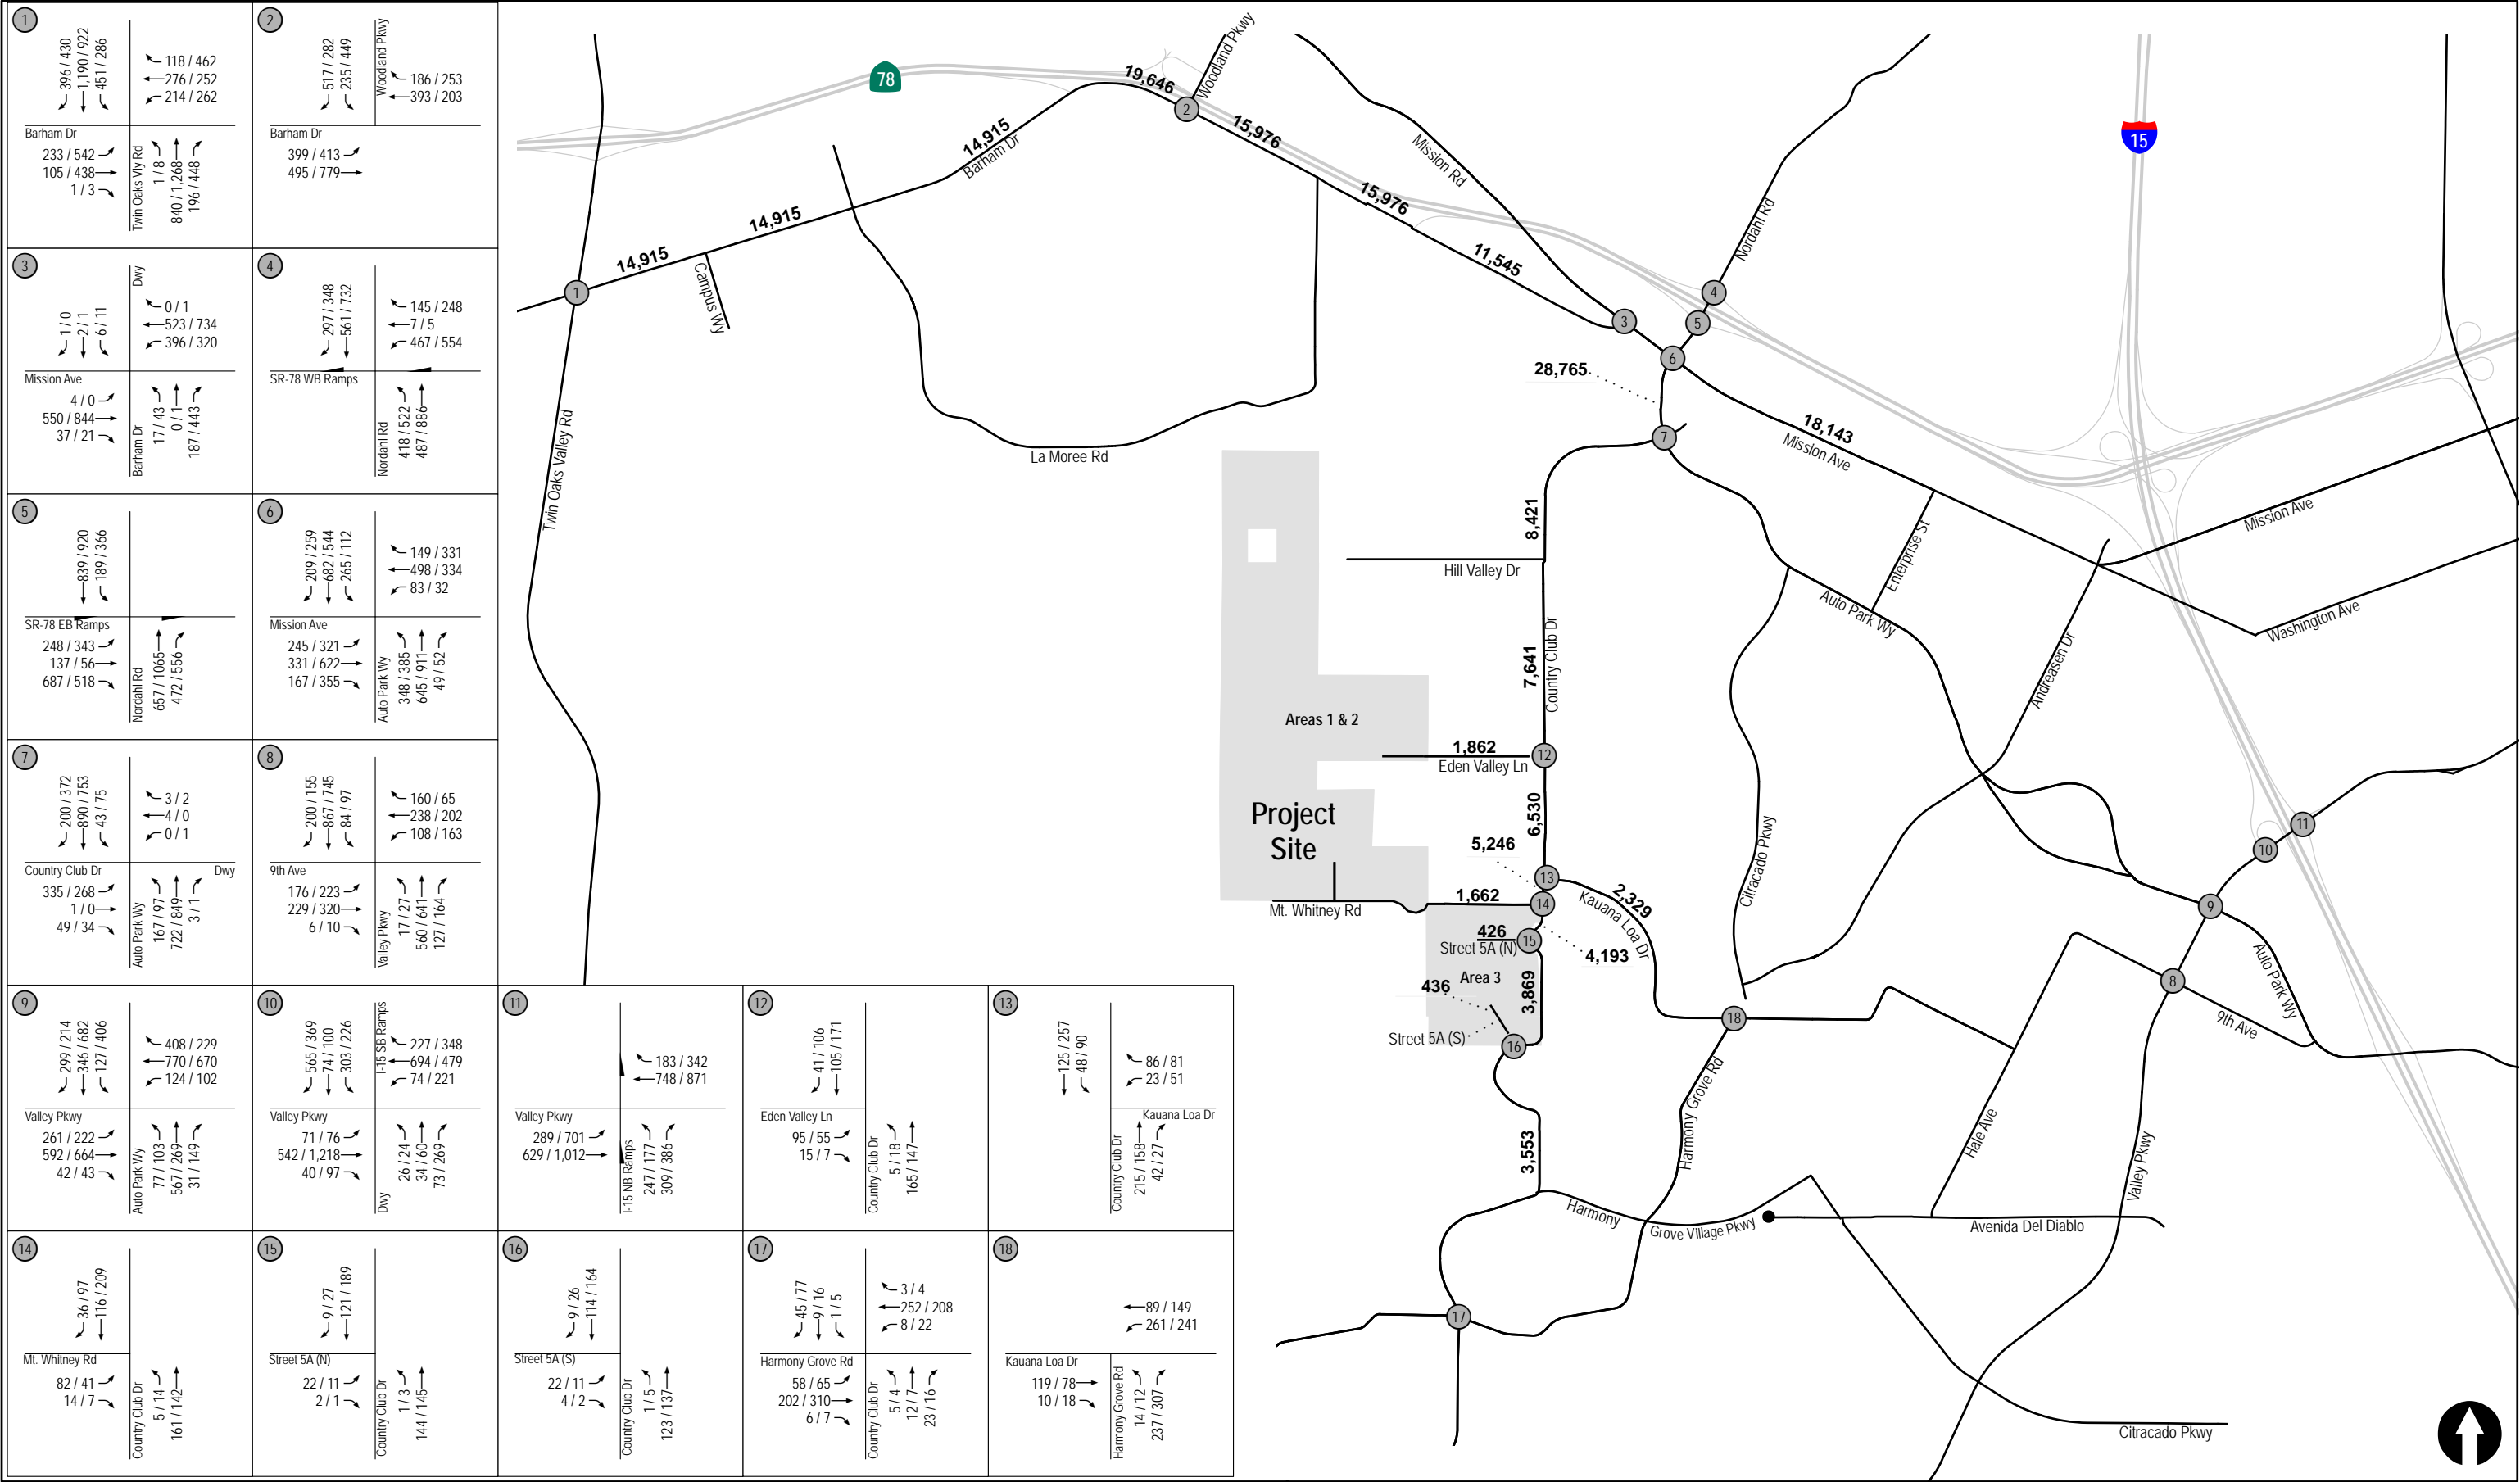 1
396 / 430
1,190 / 922
451 / 286
118 / 462
276 / 252
214 / 262
Barham Dr
233 / 542
105 / 438
1 / 3
Twin Oaks Vly Rd
1 / 8
840 / 1,268
196 / 448
2
517 / 282
235 / 449
Woodland Pkwy
186 / 253
393 / 203
Barham Dr
399 / 413
495 / 779
3
1 / 0
2 / 1
6 / 11
Dwy
0 / 1
523 / 734
396 / 320
Mission Ave
4 / 0
550 / 844
37 / 21
Barham Dr
17 / 43
0 / 1
187 / 443
4
297 / 348
561 / 732
145 / 248
7 / 5
467 / 554
SR-78 WB Ramps
Nordahl Rd
418 / 522
487 / 886
5
839 / 920
189 / 366
SR-78 EB Ramps
248 / 343
137 / 56
687 / 518
Nordahl Rd
657 / 1065
472 / 556
6
209 / 259
682 / 544
265 / 112
149 / 331
498 / 334
83 / 32
Mission Ave
245 / 321
331 / 622
167 / 355
Auto Park Wy
348 / 385
645 / 911
49 / 52
7
200 / 372
890 / 753
43 / 75
3 / 2
4 / 0
0 / 1
Country Club Dr
Dwy
335 / 268
1 / 0
49 / 34
Auto Park Wy
167 / 97
722 / 849
3 / 1
8
200 / 155
867 / 745
84 / 97
160 / 65
238 / 202
108 / 163
9th Ave
176 / 223
229 / 320
6 / 10
Valley Pkwy
17 / 27
560 / 641
127 / 164
9
299 / 214
346 / 682
127 / 406
408 / 229
770 / 670
124 / 102
Valley Pkwy
261 / 222
592 / 664
42 / 43
Auto Park Wy
77 / 103
567 / 269
31 / 149
10
565 / 369
74 / 100
303 / 226
I-15 SB Ramps
227 / 348
694 / 479
74 / 221
Valley Pkwy
71 / 76
542 / 1,218
40 / 97
Dwy
26 / 24
34 / 60
73 / 269
11
183 / 342
748 / 871
Valley Pkwy
289 / 701
629 / 1,012
I-15 NB Ramps
247 / 177
309 / 386
12
41 / 106
105 / 171
Eden Valley Ln
95 / 55
15 / 7
Country Club Dr
5 / 18
165 / 147
13
125 / 257
48 / 90
86 / 81
23 / 51
Kauana Loa Dr
Country Club Dr
215 / 158
42 / 27
14
36 / 97
116 / 209
Mt. Whitney Rd
82 / 41
14 / 7
Country Club Dr
5 / 14
161 / 142
15
9 / 27
121 / 189
Street 5A (N)
22 / 11
2 / 1
Country Club Dr
1 / 3
144 / 145
16
9 / 26
114 / 164
Street 5A (S)
22 / 11
4 / 2
Country Club Dr
1 / 5
123 / 137
17
45 / 77
9 / 16
1 / 5
3 / 4
252 / 208
8 / 22
Harmony Grove Rd
58 / 65
202 / 310
6 / 7
Country Club Dr
5 / 4
12 / 7
23 / 16
18
89 / 149
261 / 241
Kauana Loa Dr
119 / 78
10 / 18
Harmony Grove Rd
14 / 12
237 / 307
78
15
19,646
2
Woodland Pkwy
15,976
14,915
Barham Dr
Mission Rd
15,976
14,915
11,545
14,915
Campus Wy
1
Nordahl Rd
4
3
5
6
28,765
Twin Oaks Valley Rd
La Moree Rd
7
18,143
Mission Ave
Mission Ave
8,421
Hill Valley Dr
Enterprise St
Auto Park Wy
Washington Ave
7,641
Country Club Dr
Andreasen Dr
Areas 1 & 2
1,862
Eden Valley Ln
12
Project
Site
6,530
5,246
13
Citracado Pkwy
11
10
1,662
Mt. Whitney Rd
14
2,329
Kauana Loa Dr
9
426
Street 5A (N)
15
4,193
Area 3
3,869
436
Street 5A (S)
16
18
8
Auto Park Wy
9th Ave
3,553
Harmony Grove Rd
Hale Ave
Valley Pkwy
Harmony
Grove Village Pkwy
Avenida Del Diablo
17
Citracado Pkwy